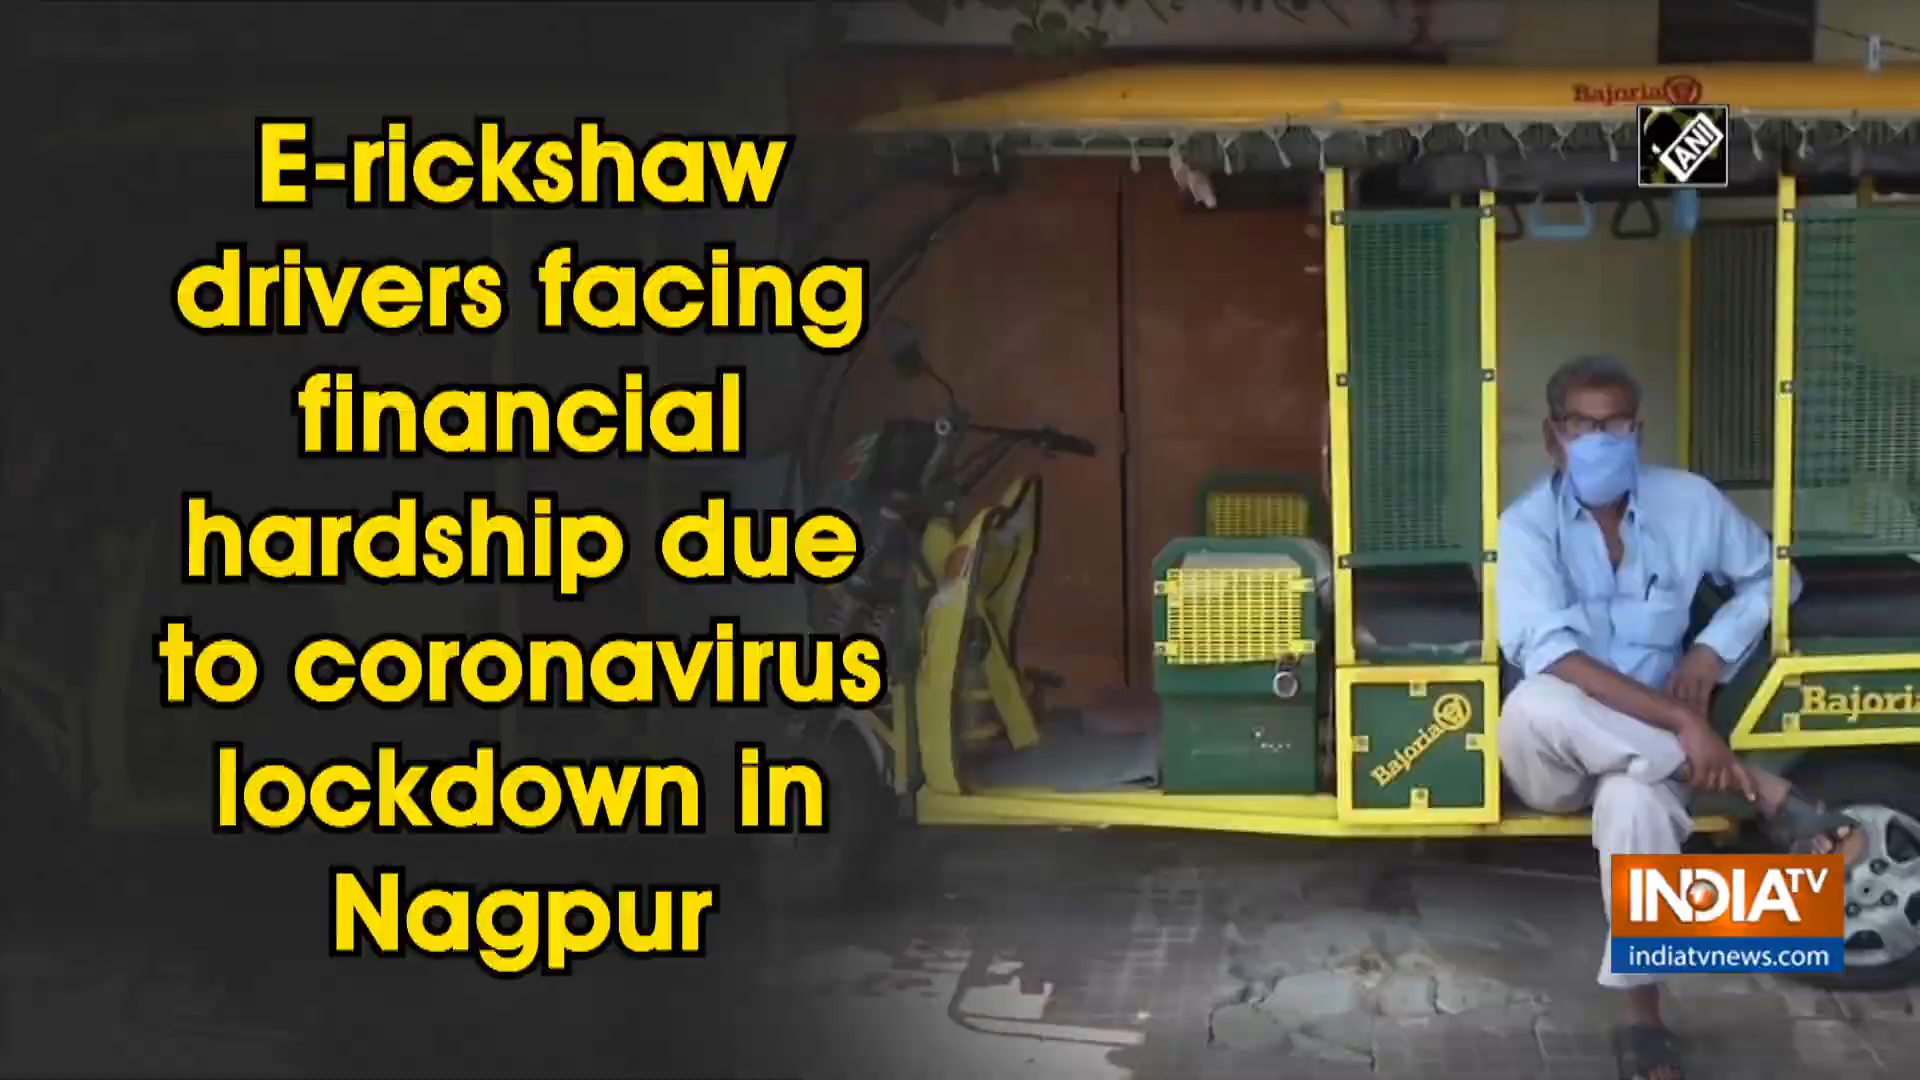 E-rickshaw
drivers facing
financial
hardship due
to coronavirus
lockdown in
Nagpur
Bajoria
ANI
Bajoria
Bajoria
INDIA TV
indiatvnews.com